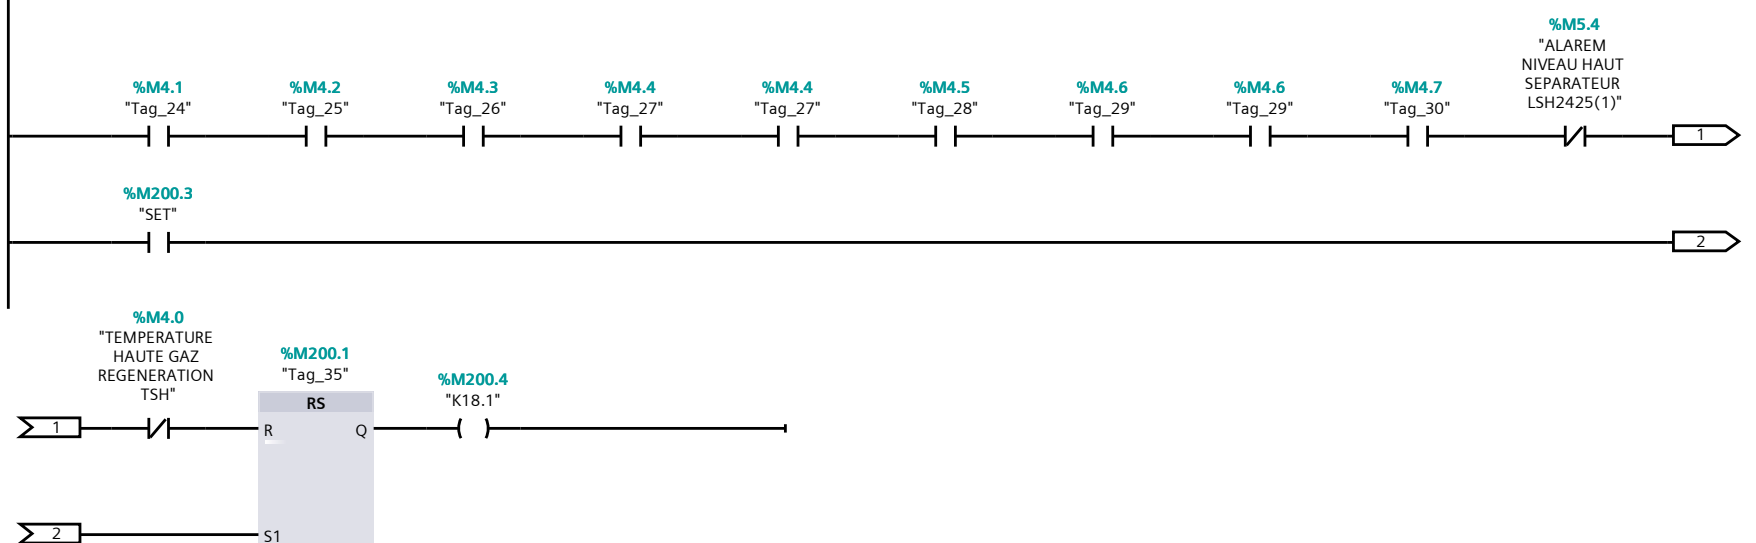 %M5.4
"ALAREM
NIVEAU HAUT
SEPARATEUR
LSH2425(1)"
%M4.1 %M4.2 %M4.3 %M4.4 %M4.4 %M4.5 %M4.6 %M4.6 %M4.7
"Tag_24" "Tag_25" "Tag_26" "Tag_27" "Tag_27" "Tag_28" "Tag_29" "Tag_29" "Tag_30"
1
%M200.3
"SET"
2
%M4.0
"TEMPERATURE
HAUTE GAZ
REGENERATION
TSH"
%M200.1
"Tag_35"
%M200.4
"K18.1"
RS
1
R Q
2
S1